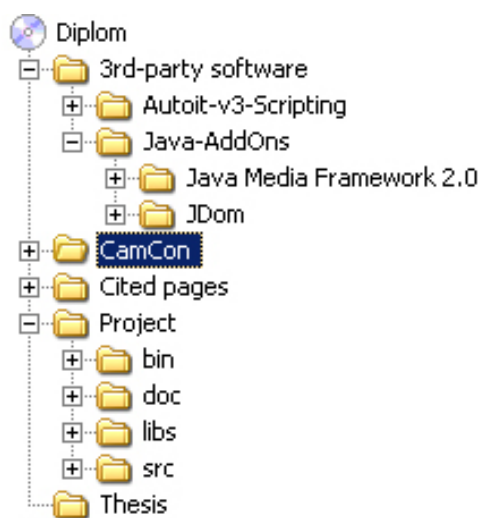 Diplom
3rd-party software
Autoit-v3-Scripting
Java-AddOns
Java Media Framework 2.0
JDom
CamCon
Cited pages
Project
bin
doc
libs
src
Thesis